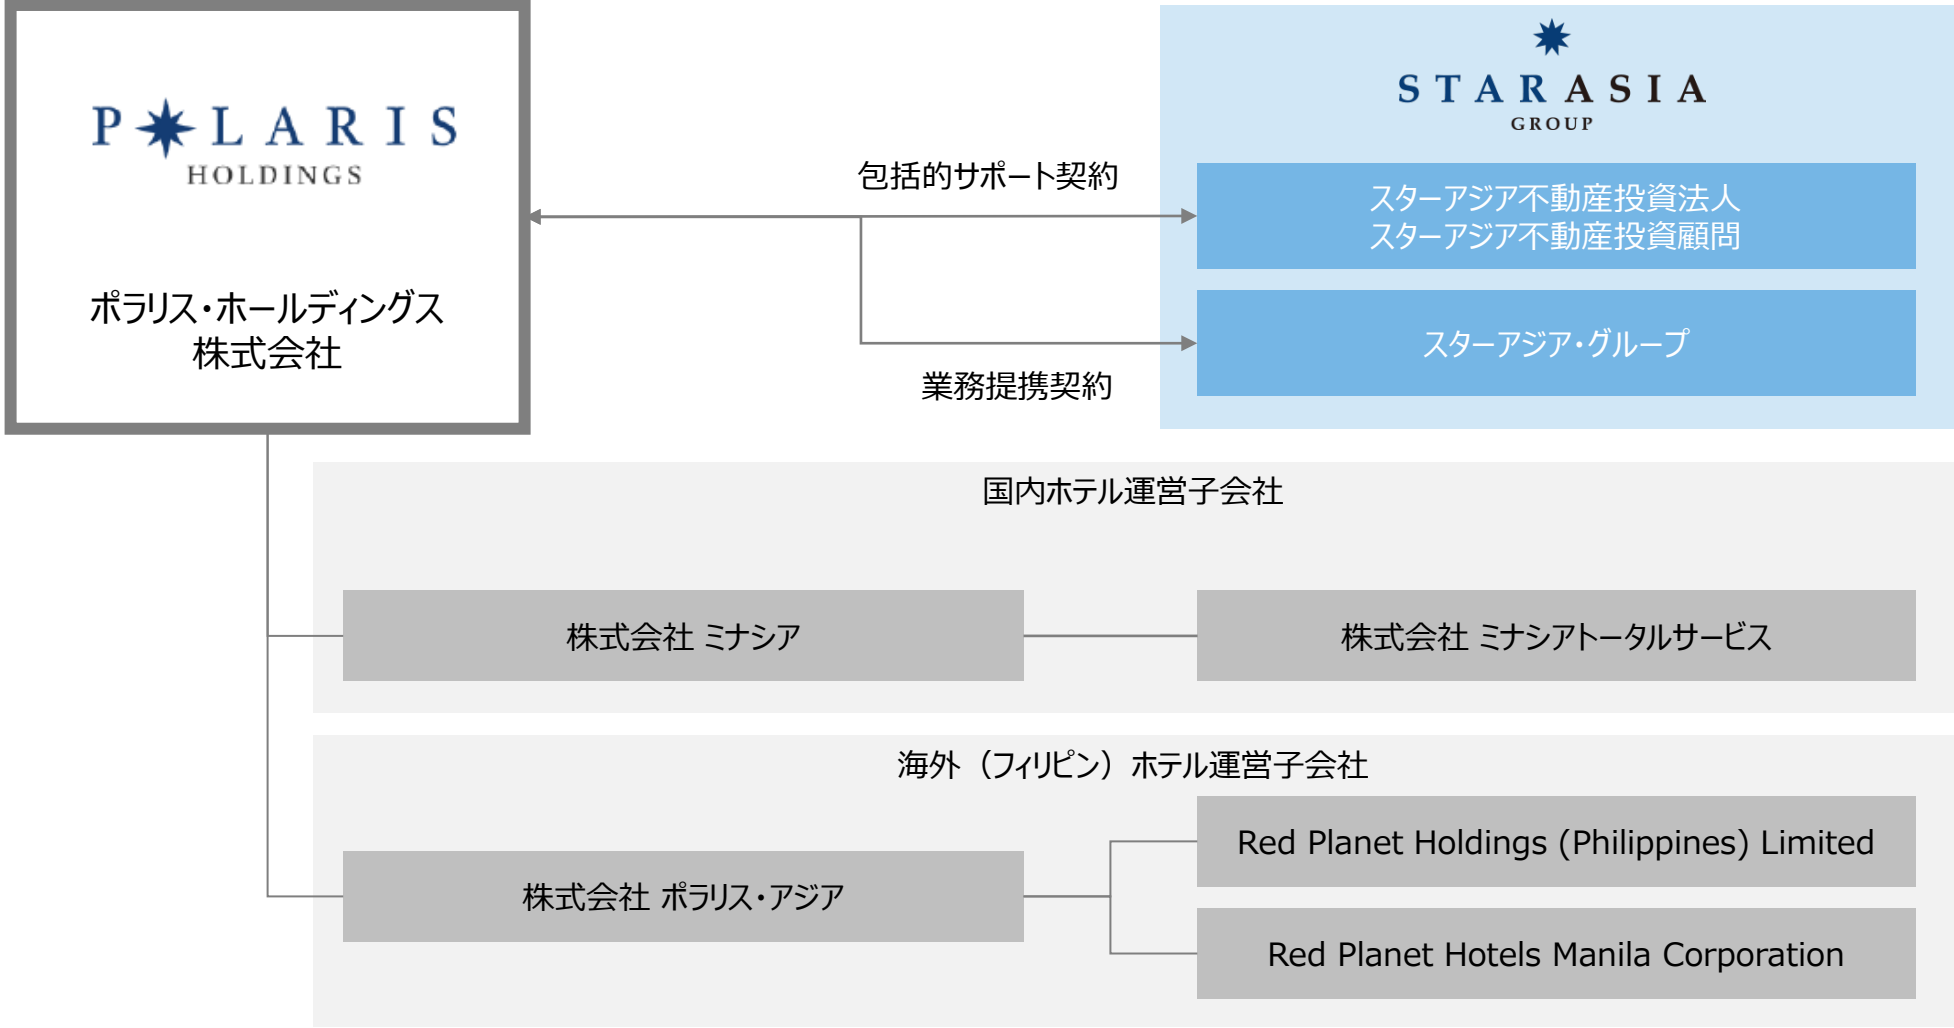 P LARIS
HOLDINGS
ポラリス・ホールディングス
株式会社
STARASIA
GROUP
包括的サポート契約
スターアジア不動産投資法人
スターアジア不動産投資顧問
スターアジア・グループ
業務提携契約
国内ホテル運営子会社
株式会社 ミナシア
株式会社 ミナシアトータルサービス
海外（フィリピン）ホテル運営子会社
株式会社 ポラリス・アジア
Red Planet Holdings (Philippines) Limited
Red Planet Hotels Manila Corporation